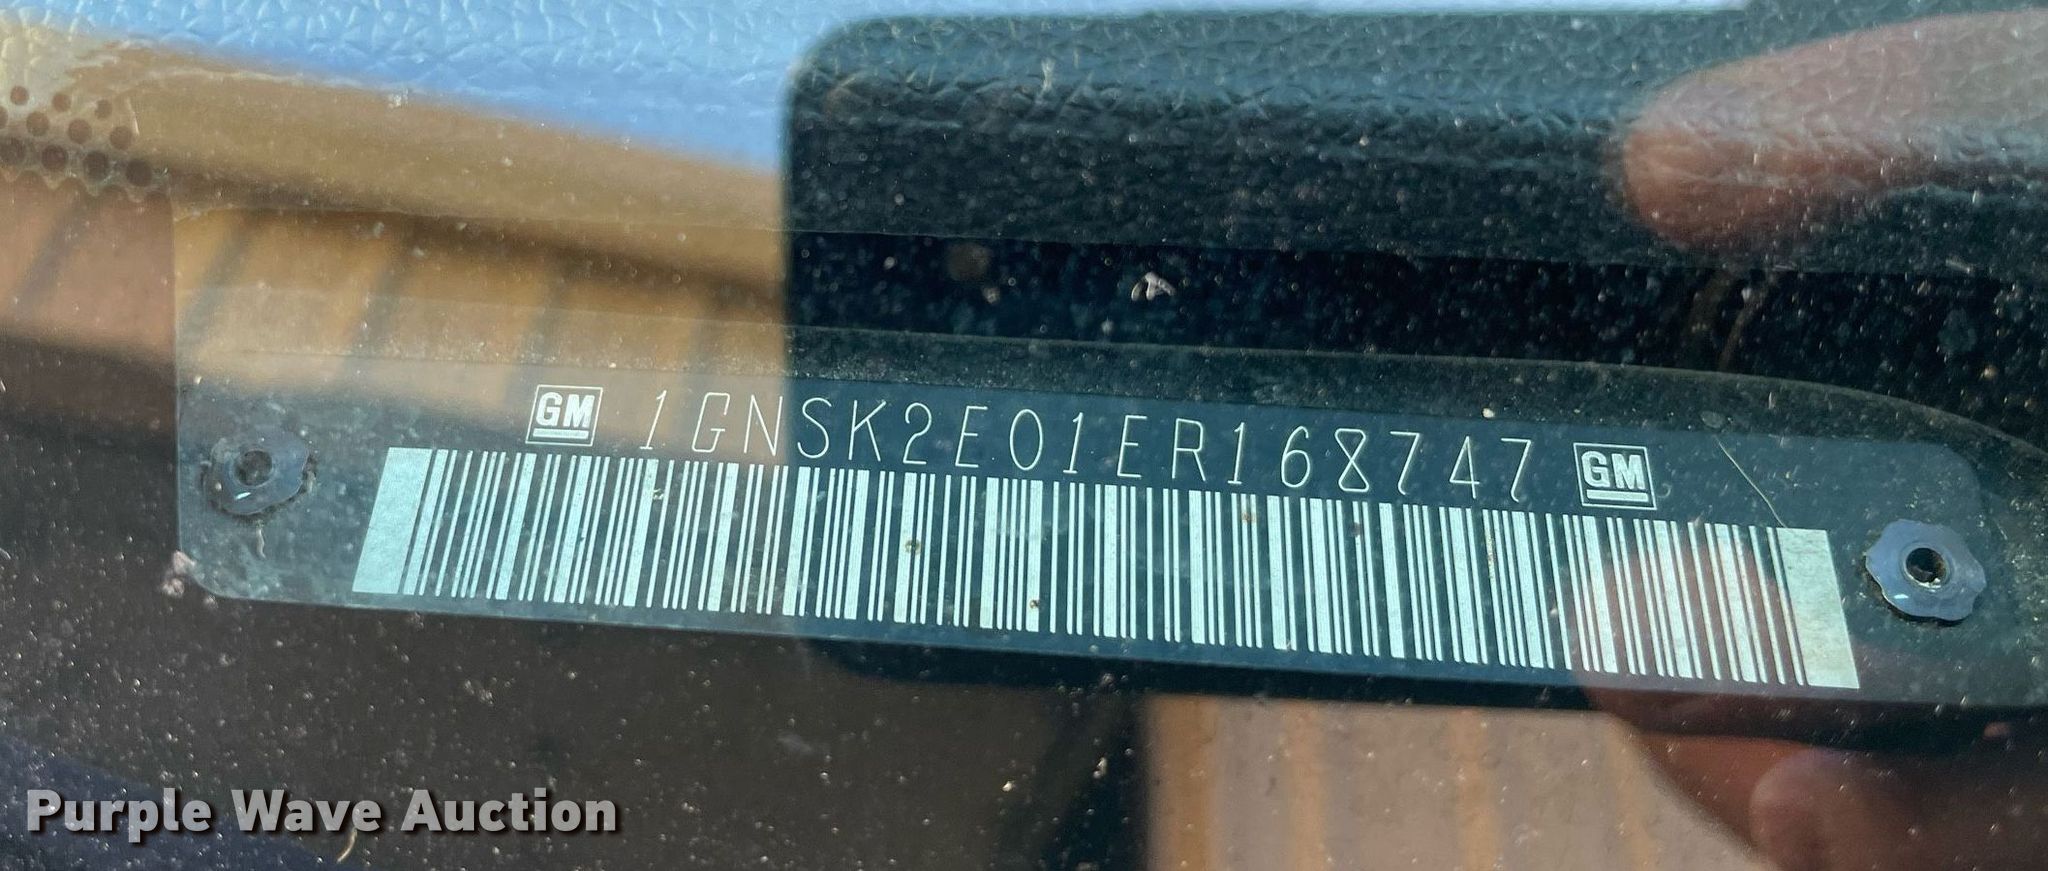 GM 1GNSK2E01ER168747 GM
Purple Wave Auction